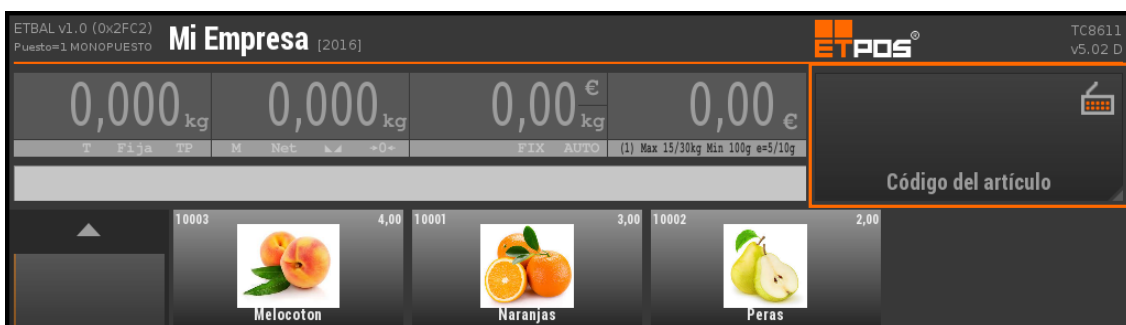 ETBAL v1.0 (0x2FC2)
Puesto=1 MONOPUESTO
Mi Empresa [2016]
ETPOS®
TC8611
v5.02 D
0,000 kg
0,000 kg
0,00 €/kg
0,00 €
T Fija TP
M Net →0←
FIX AUTO
(1) Max 15/30kg Min 100g e=5/10g
Código del artículo
10003 4,00
Melocoton
10001 3,00
Naranjas
10002 2,00
Peras